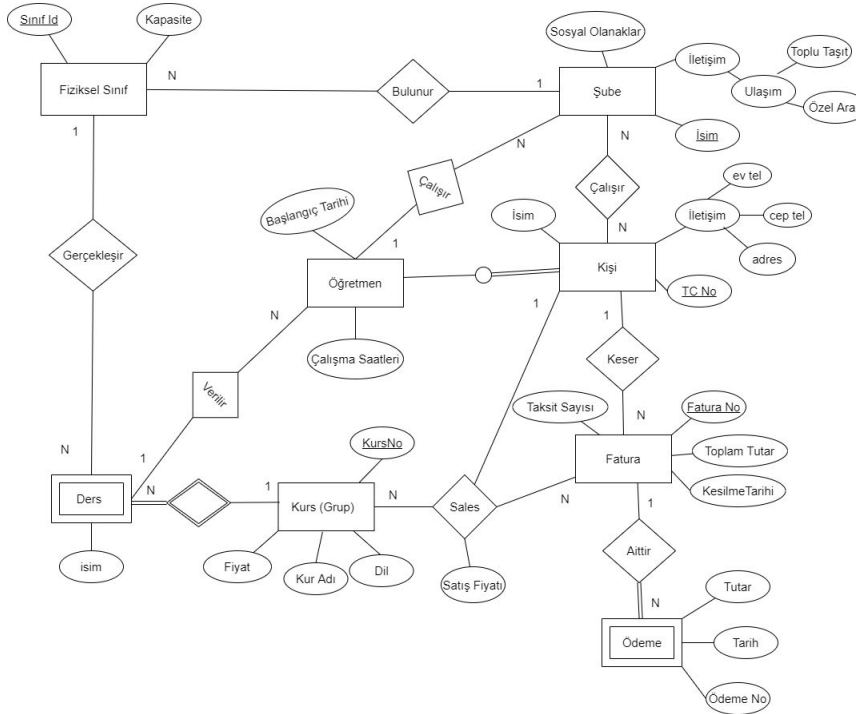 Sınıf Id
Kapasite
Sosyal Olanaklar
İletişim
Toplu Taşıt
Fiziksel Sınıf
N
Bulunur
1
Şube
Ulaşım
Özel Ara
1
N
N
İsim
Çalışır
Çalışır
ev tel
Başlangıç Tarihi
İsim
İletişim
cep tel
1
N
Gerçekleşir
Öğretmen
Kişi
adres
TC No
N
1
1
Çalışma Saatleri
Keser
Verilir
Taksit Sayısı
Fatura No
N
KursNo
Toplam Tutar
N
1
Fatura
Ders
N
1
Kurs (Grup)
N
Sales
N
KesilmeTarihi
1
isim
Fiyat
Kur Adı
Dil
Satış Fiyatı
Aittir
N
Tutar
Ödeme
Tarih
Ödeme No